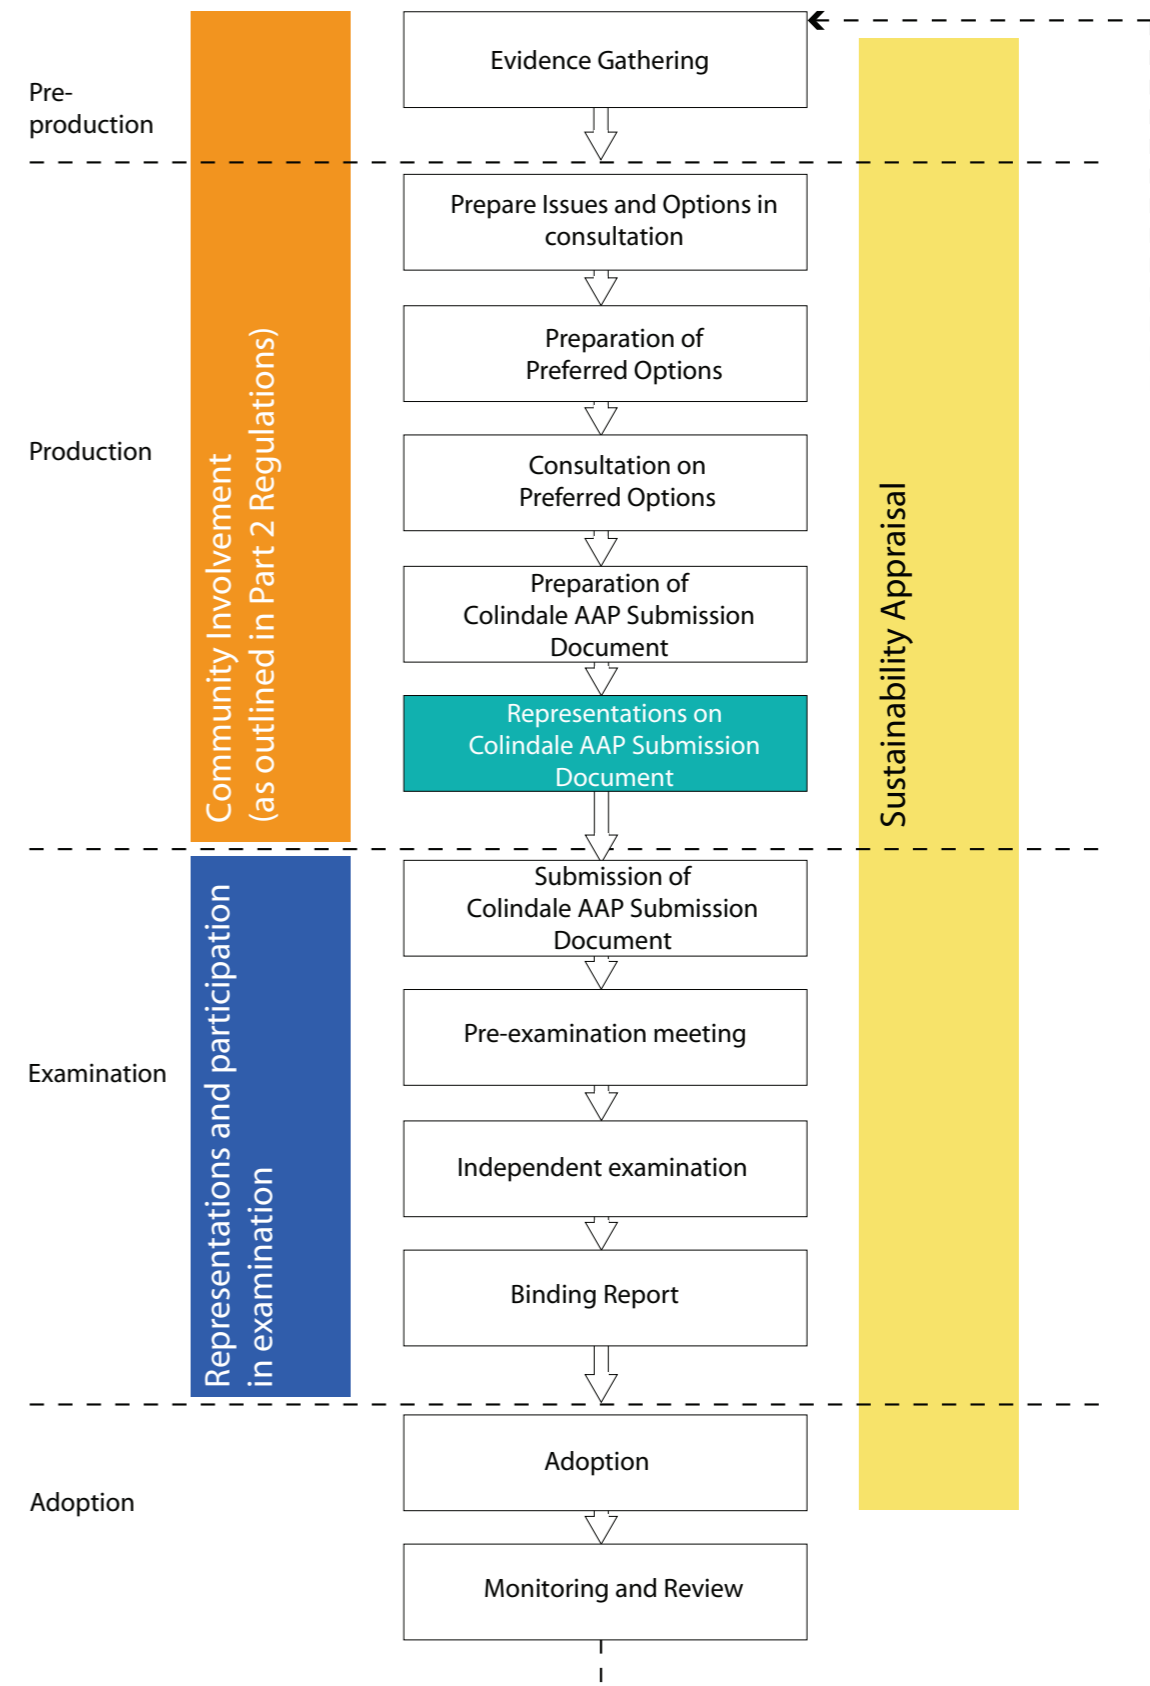 Pre-
production
Production
Examination
Adoption
Community Involvement
(as outlined in Part 2 Regulations)
Representations and participation
in examination
Evidence Gathering
Prepare Issues and Options in
consultation
Preparation of
Preferred Options
Consultation on
Preferred Options
Preparation of
Colindale AAP Submission
Document
Representations on
Colindale AAP Submission
Document
Submission of
Colindale AAP Submission
Document
Pre-examination meeting
Independent examination
Binding Report
Adoption
Monitoring and Review
Sustainability Appraisal